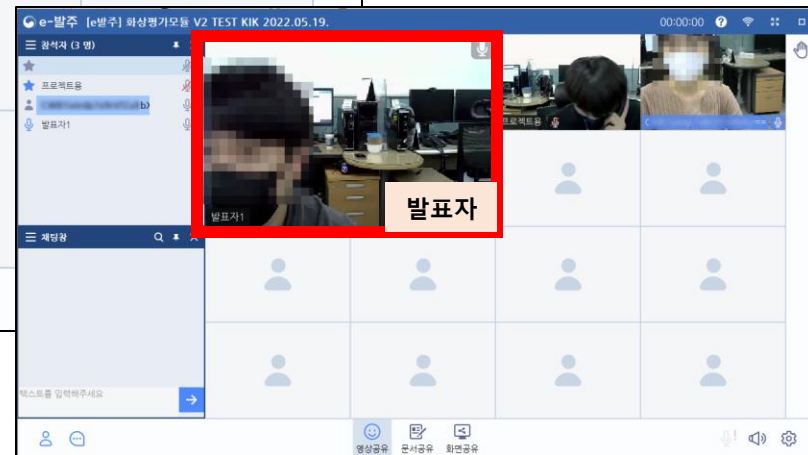 e-발주 [e발주] 화상평가모듈 V2 TEST KIK 2022.05.19.
00:00:00
참석자 (3 명)
프로젝트용
발표자1
발표자1
발표자
프로젝트용
채팅창
텍스트를 입력해주세요
영상공유
문서공유
화면공유